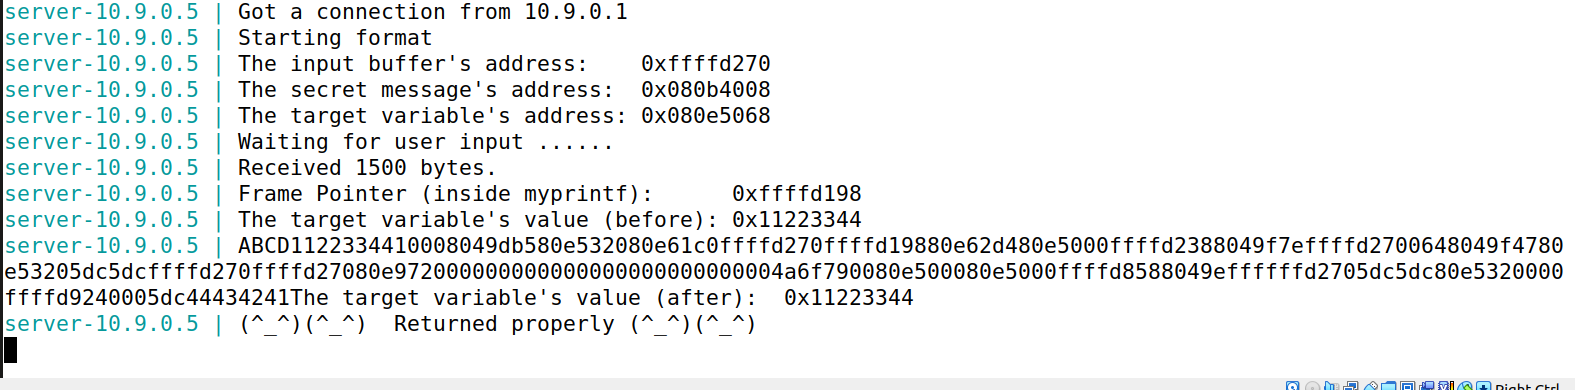 server-10.9.0.5 | Got a connection from 10.9.0.1
server-10.9.0.5 | Starting format
server-10.9.0.5 | The input buffer's address:    0xffffd270
server-10.9.0.5 | The secret message's address:  0x080b4008
server-10.9.0.5 | The target variable's address: 0x080e5068
server-10.9.0.5 | Waiting for user input ......
server-10.9.0.5 | Received 1500 bytes.
server-10.9.0.5 | Frame Pointer (inside myprintf):      0xffffd198
server-10.9.0.5 | The target variable's value (before): 0x11223344
server-10.9.0.5 | ABCD1122334410008049db580e532080e61c0ffffd270ffffd19880e62d480e5000ffffd2388049f7effffd2700648049f4780
e53205dc5dcffffd270ffffd27080e97200000000000000000000000000004a6f790080e500080e5000ffffd8588049effffffd2705dc5dc80e5320000
ffffd9240005dc44434241The target variable's value (after):  0x11223344
server-10.9.0.5 | (^_^)(^_^)  Returned properly (^_^)(^_^)
Right Ctrl